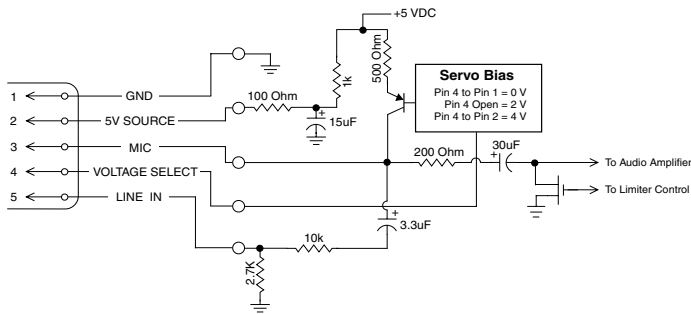 +5 VDC
500 Ohm
1k
Servo Bias
Pin 4 to Pin 1 = 0 V
Pin 4 Open = 2 V
Pin 4 to Pin 2 = 4 V
1 GND
100 Ohm
+
15uF
2 5V SOURCE
3 MIC
200 Ohm
+
30uF
To Audio Amplifier
4 VOLTAGE SELECT
To Limiter Control
5 LINE IN
+
3.3uF
10k
2.7K